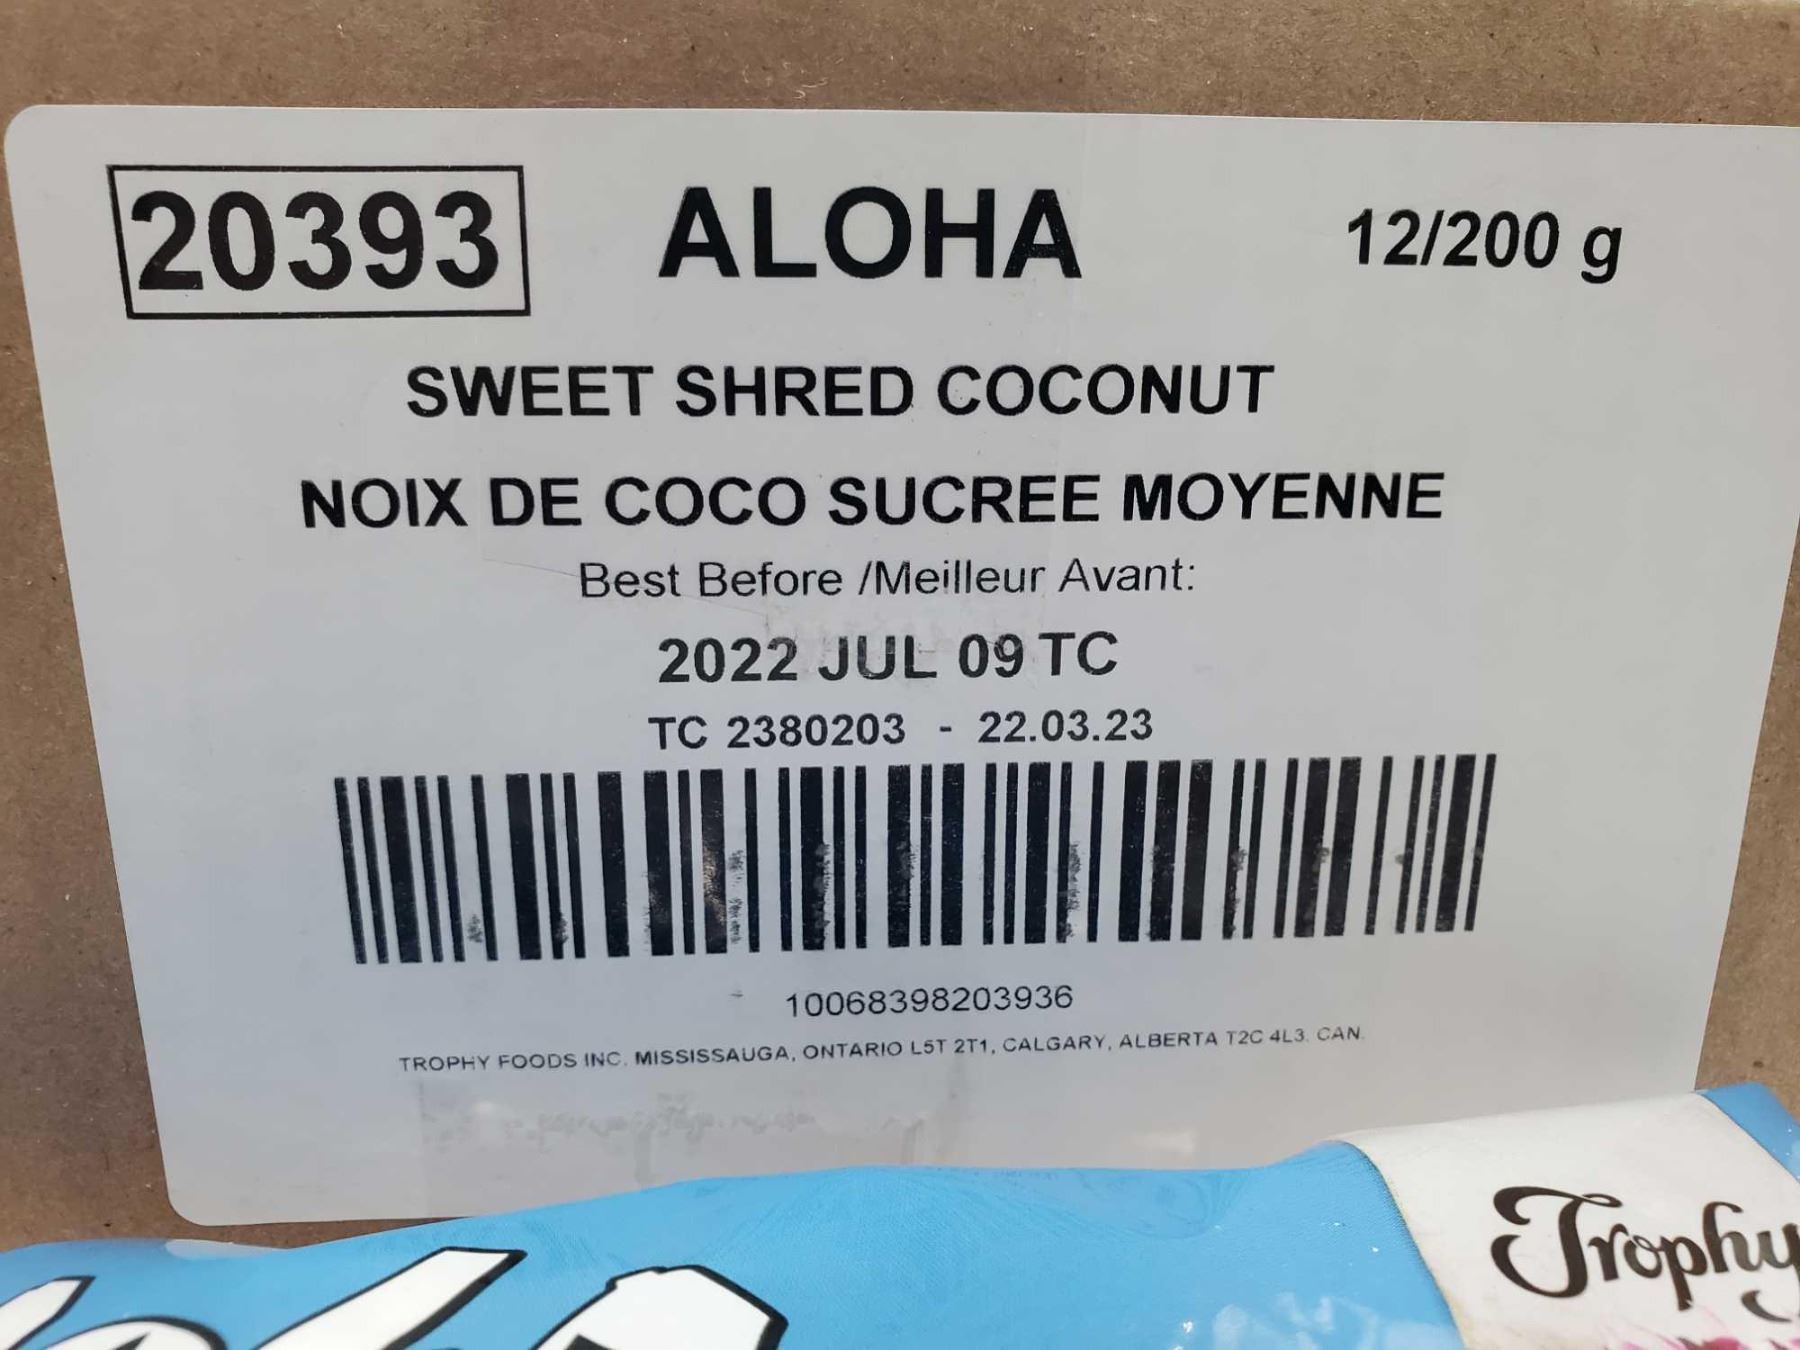 20393 ALOHA 12/200 g
SWEET SHRED COCONUT
NOIX DE COCO SUCREE MOYENNE
Best Before /Meilleur Avant:
2022 JUL 09 TC
TC 2380203 - 22.03.23
10068398203936
TROPHY FOODS INC. MISSISSAUGA, ONTARIO L5T 2T1, CALGARY, ALBERTA T2C 4L3. CAN.
Trophy